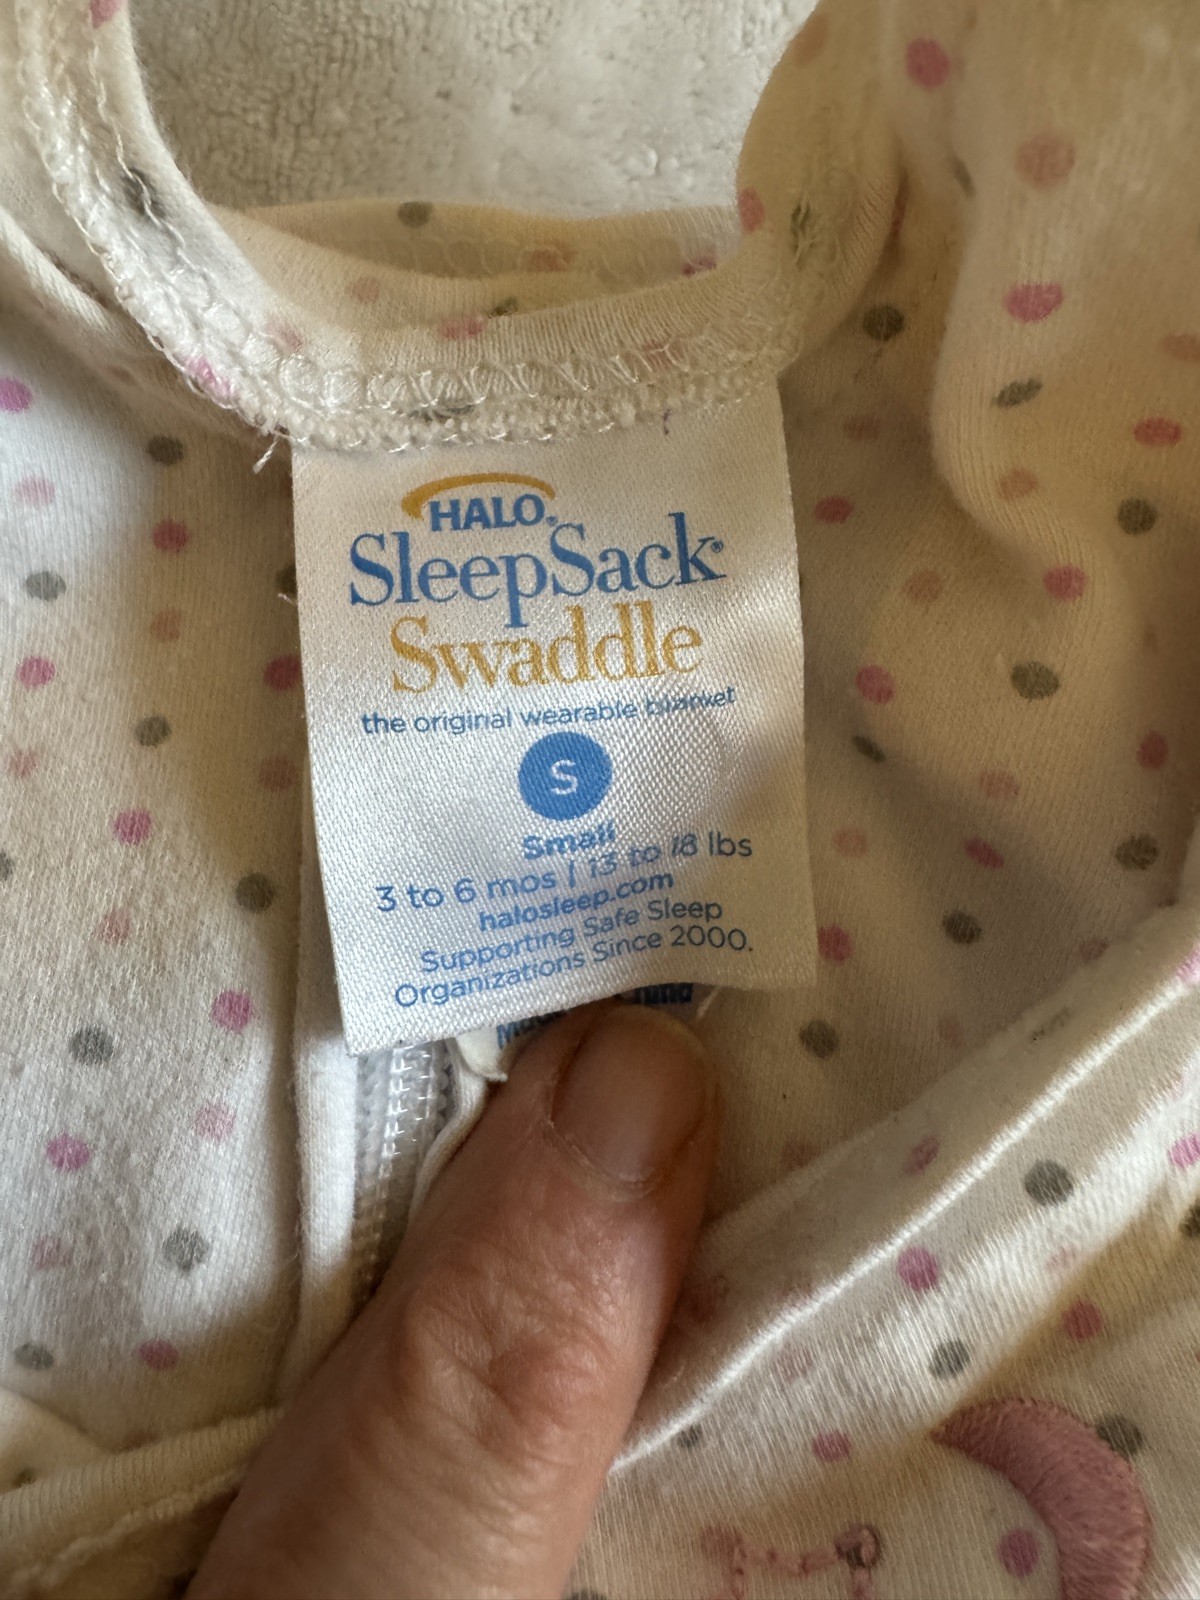 HALO®
SleepSack®
Swaddle
the original wearable blanket
S
Small
3 to 6 mos | 13 to 18 lbs
halosleep.com
Supporting Safe Sleep
Organizations Since 2000.